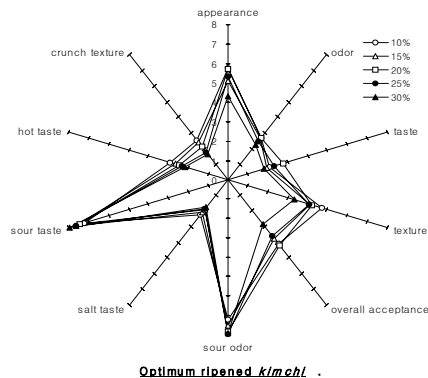 appearance
8
7
6
5
4
3
2
1
0
crunch texture
odor
10%
15%
20%
25%
30%
hot taste
taste
sour taste
texture
salt taste
overall acceptance
sour odor
Optimum ripened kimchi .